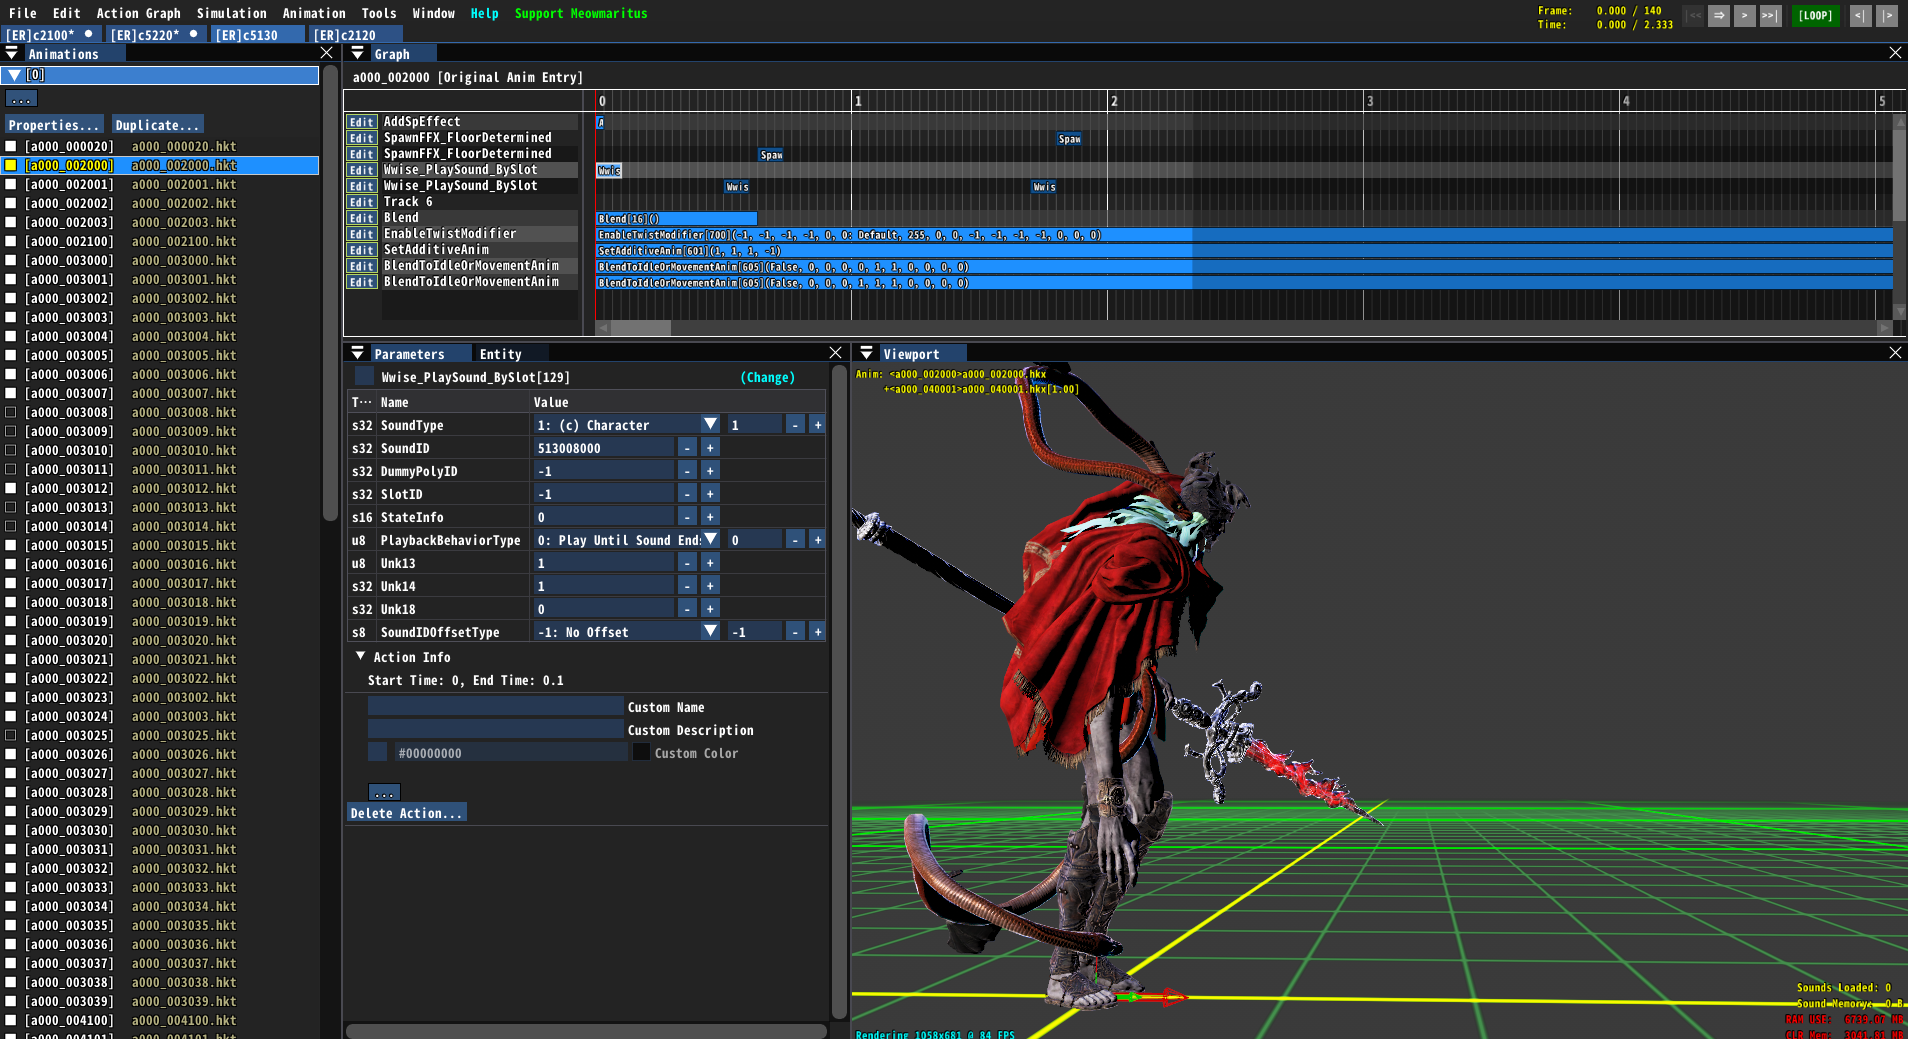 File Edit Action Graph Simulation Animation Tools Window Help Support Meowmaritus
Frame: 0.000 / 140
Time: 0.000 / 2.333
|<< => > >>| [LOOP] <| |>
[ER]c2100* [ER]c5220* [ER]c5130 [ER]c2120
Animations
[0]
...
Properties... Duplicate...
[a000_000020] a000_000020.hkt
[a000_002000] a000_002000.hkt
[a000_002001] a000_002001.hkt
[a000_002002] a000_002002.hkt
[a000_002003] a000_002003.hkt
[a000_002100] a000_002100.hkt
[a000_003000] a000_003000.hkt
[a000_003001] a000_003001.hkt
[a000_003002] a000_003002.hkt
[a000_003003] a000_003003.hkt
[a000_003004] a000_003004.hkt
[a000_003005] a000_003005.hkt
[a000_003006] a000_003006.hkt
[a000_003007] a000_003007.hkt
[a000_003008] a000_003008.hkt
[a000_003009] a000_003009.hkt
[a000_003010] a000_003010.hkt
[a000_003011] a000_003011.hkt
[a000_003012] a000_003012.hkt
[a000_003013] a000_003013.hkt
[a000_003014] a000_003014.hkt
[a000_003015] a000_003015.hkt
[a000_003016] a000_003016.hkt
[a000_003017] a000_003017.hkt
[a000_003018] a000_003018.hkt
[a000_003019] a000_003019.hkt
[a000_003020] a000_003020.hkt
[a000_003021] a000_003021.hkt
[a000_003022] a000_003022.hkt
[a000_003023] a000_003002.hkt
[a000_003024] a000_003003.hkt
[a000_003025] a000_003025.hkt
[a000_003026] a000_003026.hkt
[a000_003027] a000_003027.hkt
[a000_003028] a000_003028.hkt
[a000_003029] a000_003029.hkt
[a000_003030] a000_003030.hkt
[a000_003031] a000_003031.hkt
[a000_003032] a000_003032.hkt
[a000_003033] a000_003033.hkt
[a000_003034] a000_003034.hkt
[a000_003035] a000_003035.hkt
[a000_003036] a000_003036.hkt
[a000_003037] a000_003037.hkt
[a000_003038] a000_003038.hkt
[a000_003039] a000_003039.hkt
[a000_004100] a000_004100.hkt
[a000_004101] a000_004101.hkt
Graph
a000_002000 [Original Anim Entry]
0 1 2 3 4 5
Edit AddSpEffect A
Edit SpawnFFX_FloorDetermined Spaw
Edit SpawnFFX_FloorDetermined Spaw
Edit Wwise_PlaySound_BySlot Wwis
Edit Wwise_PlaySound_BySlot Wwis Wwis
Edit Track 6
Edit Blend Blend[16]()
Edit EnableTwistModifier EnableTwistModifier[700](-1, -1, -1, -1, 0, 0: Default, 255, 0, 0, -1, -1, -1, -1, 0, 0, 0)
Edit SetAdditiveAnim SetAdditiveAnim[601](1, 1, 1, -1)
Edit BlendToIdleOrMovementAnim BlendToIdleOrMovementAnim[605](False, 0, 0, 0, 0, 1, 1, 0, 0, 0, 0)
Edit BlendToIdleOrMovementAnim BlendToIdleOrMovementAnim[605](False, 0, 0, 0, 1, 1, 1, 0, 0, 0, 0)
Parameters Entity
Wwise_PlaySound_BySlot[129] (Change)
T... Name Value
s32 SoundType 1: (c) Character 1 - +
s32 SoundID 513008000 - +
s32 DummyPolyID -1 - +
s32 SlotID -1 - +
s16 StateInfo 0 - +
u8 PlaybackBehaviorType 0: Play Until Sound Ends 0 - +
u8 Unk13 1 - +
s32 Unk14 1 - +
s32 Unk18 0 - +
s8 SoundIDOffsetType -1: No Offset -1 - +
Action Info
Start Time: 0, End Time: 0.1
Custom Name
Custom Description
#00000000 Custom Color
...
Delete Action...
Viewport
Anim: <a000_002000>a000_002000.hkx
+<a000_040001>a000_040001.hkx[1.00]
Sounds Loaded: 0
Sound Memory: 0 B
RAM USE: 6739.07 MB
CLR Mem: 3041.81 MB
Rendering 1058x681 @ 84 FPS